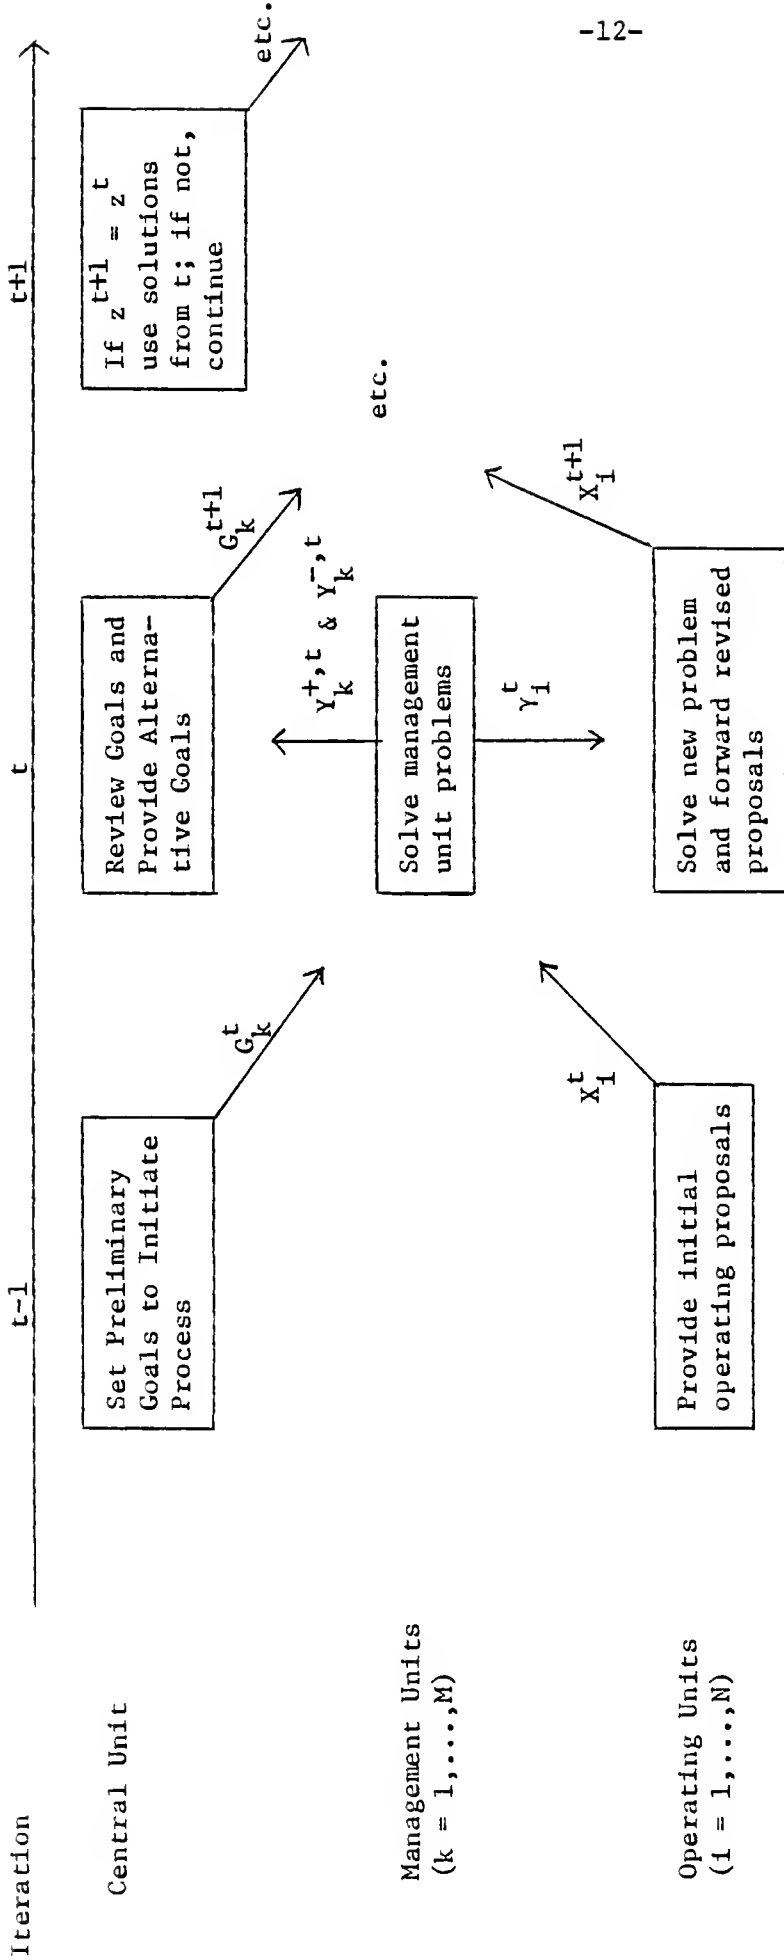 -12-
Iteration
t-1
t
t+1
Central Unit
Set Preliminary
Goals to Initiate
Process
G_k^t
Review Goals and
Provide Alterna-
tive Goals
G_k^{t+1}
If z^{t+1} = z^t
use solutions
from t; if not,
continue
etc.
Y_k^{+,t} & Y_k^{-,t}
Management Units
(k = 1,...,M)
Solve management
unit problems
etc.
γ_i^t
X_i^t
X_i^{t+1}
Operating Units
(i = 1,...,N)
Provide initial
operating proposals
Solve new problem
and forward revised
proposals